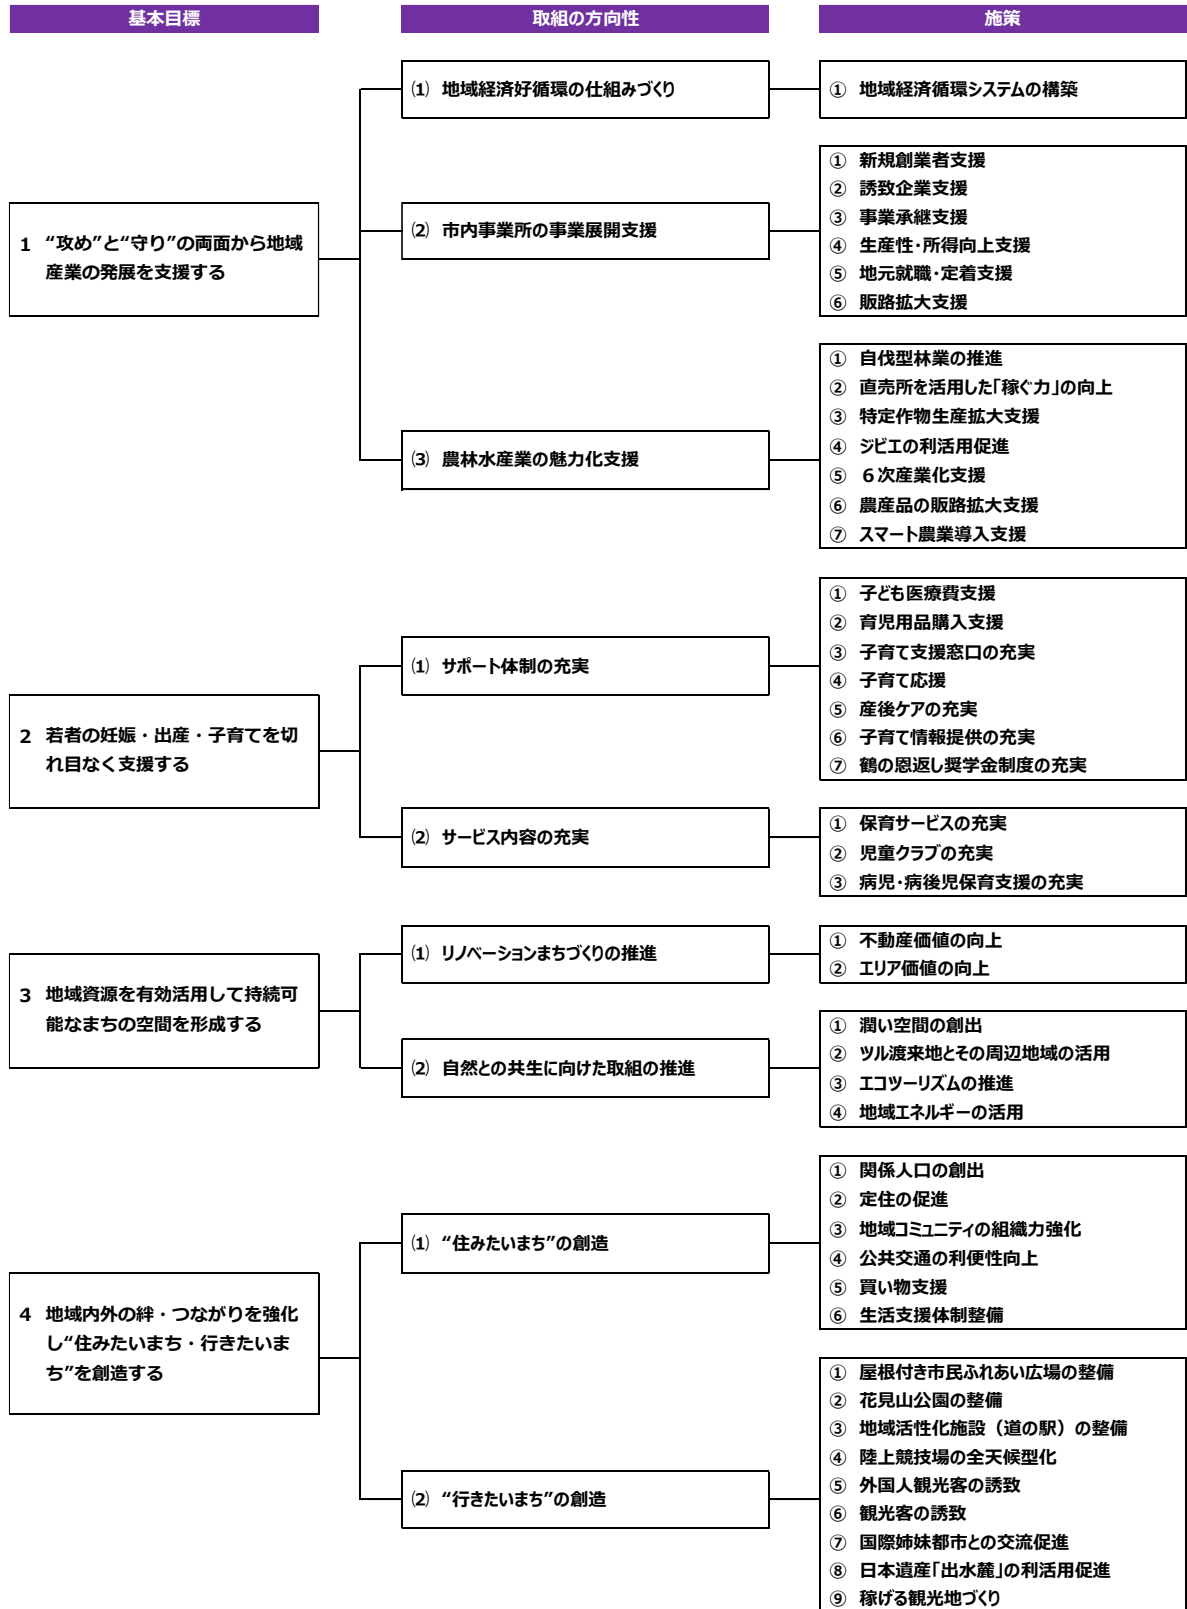 基本目標
取組の方向性
施策
1 “攻め”と“守り”の両面から地域
産業の発展を支援する
⑴ 地域経済好循環の仕組みづくり
① 地域経済循環システムの構築
⑵ 市内事業所の事業展開支援
① 新規創業者支援
② 誘致企業支援
③ 事業承継支援
④ 生産性・所得向上支援
⑤ 地元就職・定着支援
⑥ 販路拡大支援
⑶ 農林水産業の魅力化支援
① 自伐型林業の推進
② 直売所を活用した「稼ぐ力」の向上
③ 特定作物生産拡大支援
④ ジビエの利活用促進
⑤ ６次産業化支援
⑥ 農産品の販路拡大支援
⑦ スマート農業導入支援
2 若者の妊娠・出産・子育てを切
れ目なく支援する
⑴ サポート体制の充実
① 子ども医療費支援
② 育児用品購入支援
③ 子育て支援窓口の充実
④ 子育て応援
⑤ 産後ケアの充実
⑥ 子育て情報提供の充実
⑦ 鶴の恩返し奨学金制度の充実
⑵ サービス内容の充実
① 保育サービスの充実
② 児童クラブの充実
③ 病児・病後児保育支援の充実
3 地域資源を有効活用して持続可
能なまちの空間を形成する
⑴ リノベーションまちづくりの推進
① 不動産価値の向上
② エリア価値の向上
⑵ 自然との共生に向けた取組の推進
① 潤い空間の創出
② ツル渡来地とその周辺地域の活用
③ エコツーリズムの推進
④ 地域エネルギーの活用
4 地域内外の絆・つながりを強化
し“住みたいまち・行きたいま
ち”を創造する
⑴ “住みたいまち”の創造
① 関係人口の創出
② 定住の促進
③ 地域コミュニティの組織力強化
④ 公共交通の利便性向上
⑤ 買い物支援
⑥ 生活支援体制整備
⑵ “行きたいまち”の創造
① 屋根付き市民ふれあい広場の整備
② 花見山公園の整備
③ 地域活性化施設（道の駅）の整備
④ 陸上競技場の全天候型化
⑤ 外国人観光客の誘致
⑥ 観光客の誘致
⑦ 国際姉妹都市との交流促進
⑧ 日本遺産「出水麓」の利活用促進
⑨ 稼げる観光地づくり